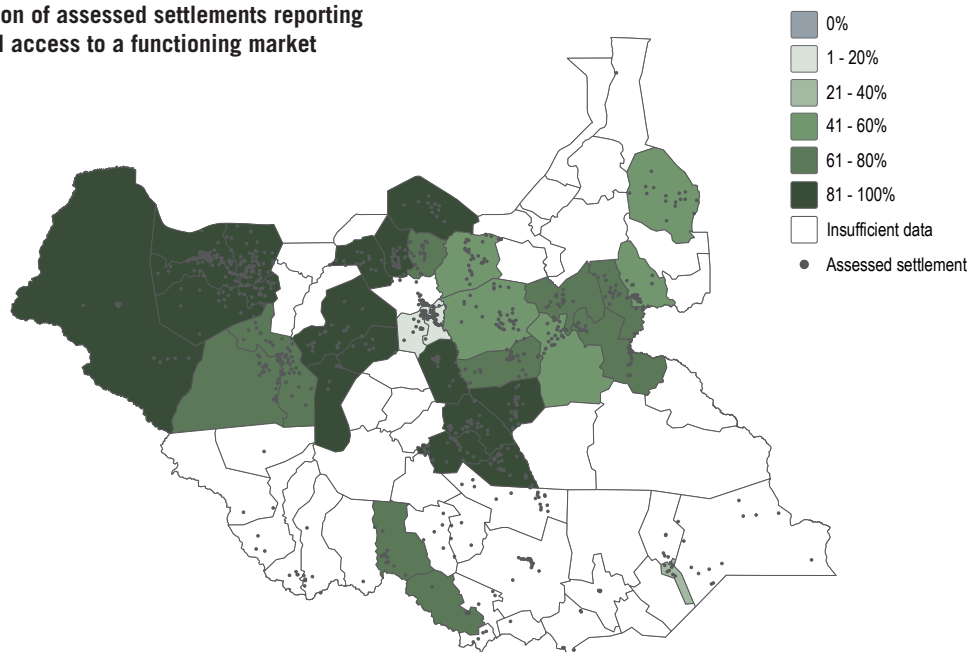 on of assessed settlements reporting
access to a functioning market
0%
1 - 20%
21 - 40%
41 - 60%
61 - 80%
81 - 100%
Insufficient data
Assessed settlement